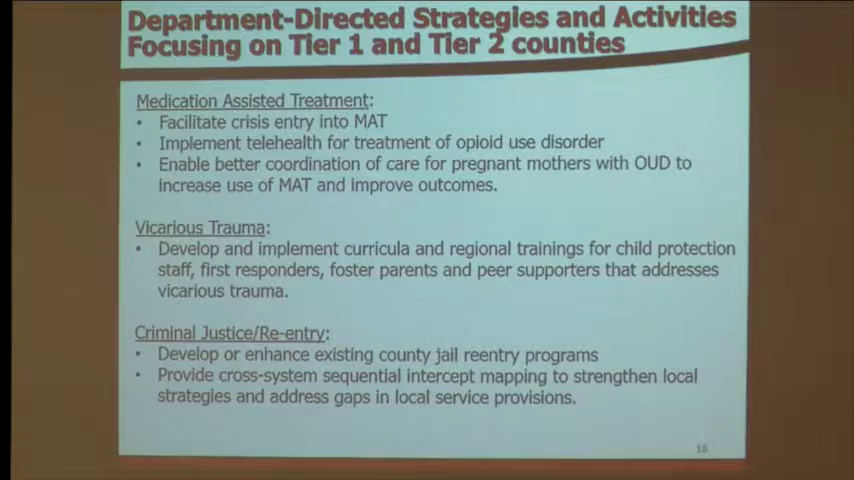 Department-Directed Strategies and Activities
Focusing on Tier 1 and Tier 2 counties
Medication Assisted Treatment:
• Facilitate crisis entry into MAT
• Implement telehealth for treatment of opioid use disorder
• Enable better coordination of care for pregnant mothers with OUD to
increase use of MAT and improve outcomes.
Vicarious Trauma:
• Develop and implement curricula and regional trainings for child protection
staff, first responders, foster parents and peer supporters that addresses
vicarious trauma.
Criminal Justice/Re-entry:
• Develop or enhance existing county jail reentry programs
• Provide cross-system sequential intercept mapping to strengthen local
strategies and address gaps in local service provisions.
18